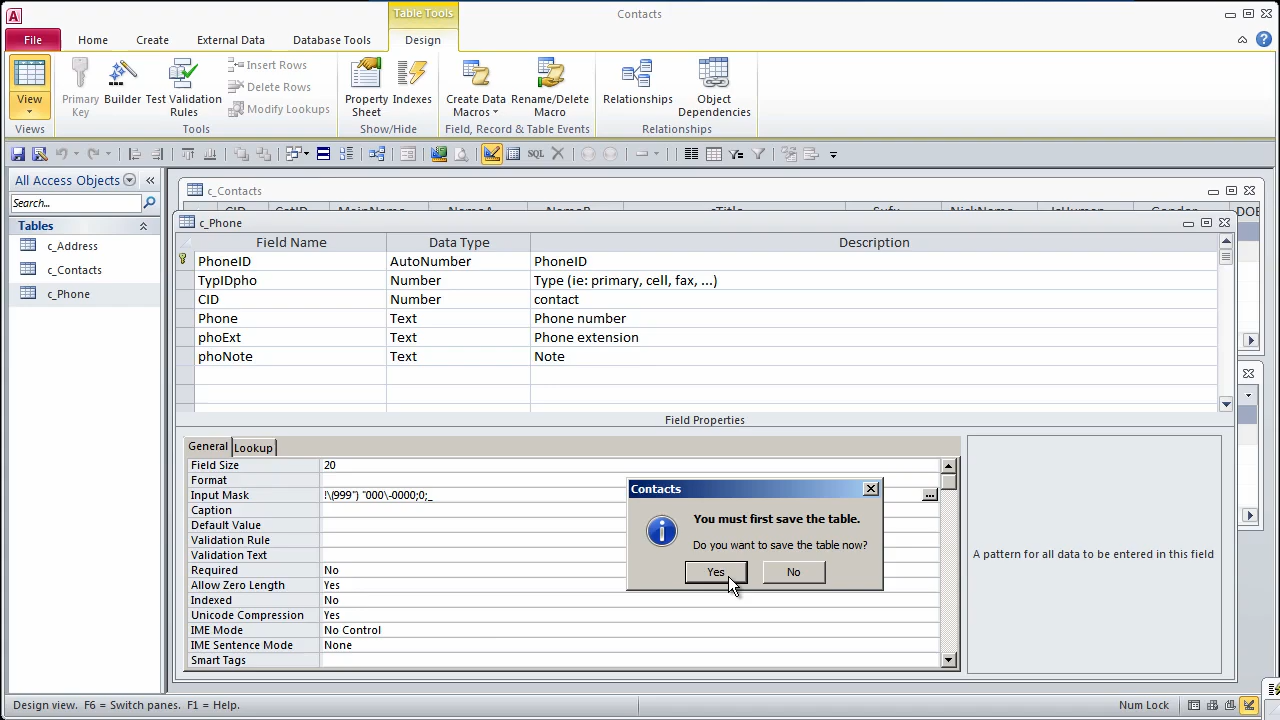 Table Tools
Contacts
File
Home
Create
External Data
Database Tools
Design
View
Primary Key
Builder
Test Validation Rules
Insert Rows
Delete Rows
Modify Lookups
Property Sheet
Indexes
Create Data Macros
Rename/Delete Macro
Relationships
Object Dependencies
Views
Tools
Show/Hide
Field, Record & Table Events
Relationships
SQL
All Access Objects
Search...
Tables
c_Address
c_Contacts
c_Phone
c_Contacts
DOB
c_Phone
Field Name Data Type Description
PhoneID AutoNumber PhoneID
TypIDpho Number Type (ie: primary, cell, fax, ...)
CID Number contact
Phone Text Phone number
phoExt Text Phone extension
phoNote Text Note
Field Properties
General Lookup
Field Size 20
Format
Input Mask !\(999") "000\-0000;0;_
Caption
Default Value
Validation Rule
Validation Text
Required No
Allow Zero Length Yes
Indexed No
Unicode Compression Yes
IME Mode No Control
IME Sentence Mode None
Smart Tags
A pattern for all data to be entered in this field
Contacts
You must first save the table.
Do you want to save the table now?
Yes No
Design view. F6 = Switch panes. F1 = Help.
Num Lock